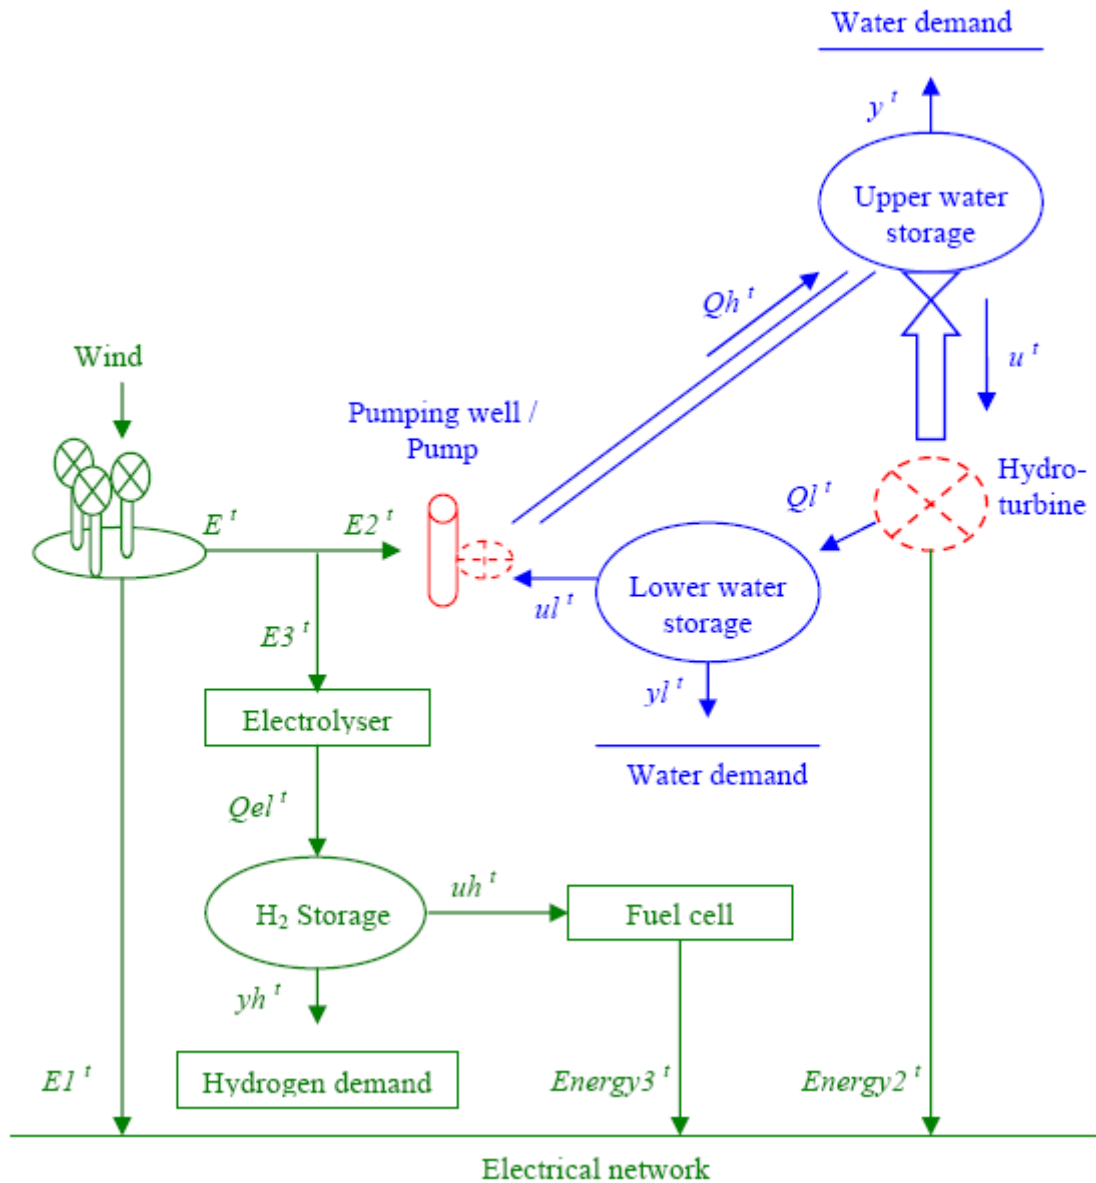 Water demand
y^t
Upper water
storage
Qh^t
u^t
Wind
Pumping well /
Pump
Hydro-
turbine
Ql^t
E^t
E2^t
Lower water
storage
ul^t
E3^t
yl^t
Electrolyser
Water demand
Qel^t
uh^t
H₂ Storage
Fuel cell
yh^t
E1^t
Hydrogen demand
Energy3^t
Energy2^t
Electrical network